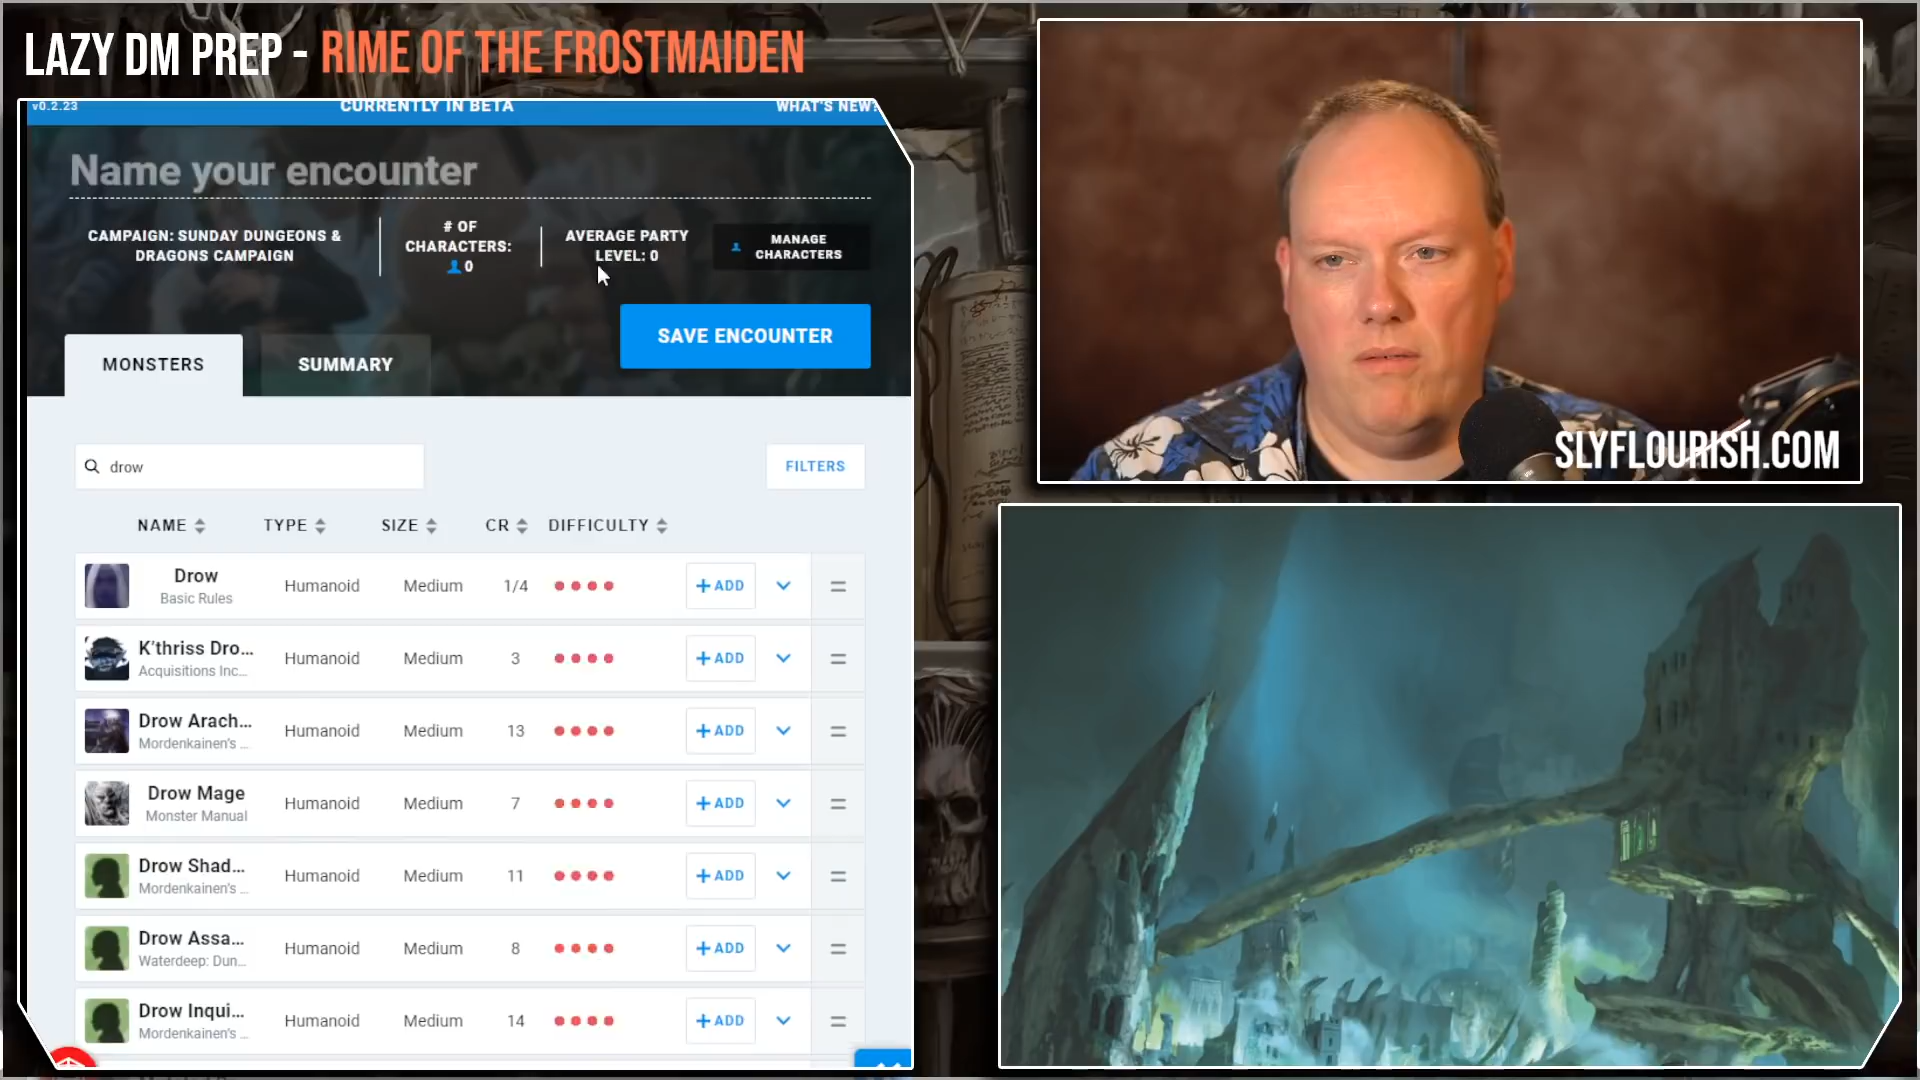 LAZY DM PREP - RIME OF THE FROSTMAIDEN
v0.2.23
CURRENTLY IN BETA
WHAT'S NEW?
Name your encounter
CAMPAIGN: SUNDAY DUNGEONS &
DRAGONS CAMPAIGN
# OF
CHARACTERS:
0
AVERAGE PARTY
LEVEL: 0
MANAGE
CHARACTERS
SAVE ENCOUNTER
MONSTERS
SUMMARY
drow
FILTERS
NAME TYPE SIZE CR DIFFICULTY
Drow Humanoid Medium 1/4 + ADD
Basic Rules
K'thriss Dro... Humanoid Medium 3 + ADD
Acquisitions Inc...
Drow Arach... Humanoid Medium 13 + ADD
Mordenkainen's ...
Drow Mage Humanoid Medium 7 + ADD
Monster Manual
Drow Shad... Humanoid Medium 11 + ADD
Mordenkainen's ...
Drow Assa... Humanoid Medium 8 + ADD
Waterdeep: Dun...
Drow Inqui... Humanoid Medium 14 + ADD
Mordenkainen's ...
SLYFLOURISH.COM